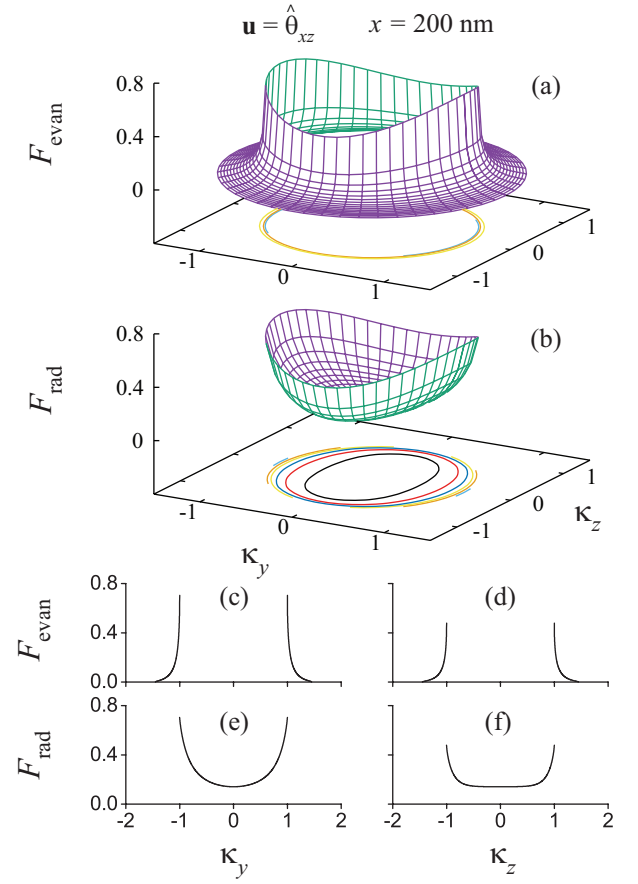 u = θ̂xz    x = 200 nm
(a)
Fevan
0.8
0.4
0
-1
0
1
-1
0
1
(b)
Frad
0.8
0.4
0
-1
0
1
κy
-1
0
1
κz
(c)
(d)
Fevan
0.8
0.4
0.0
(e)
(f)
Frad
0.8
0.4
0.0
-2 -1 0 1 2
-2 -1 0 1 2
κy
κz